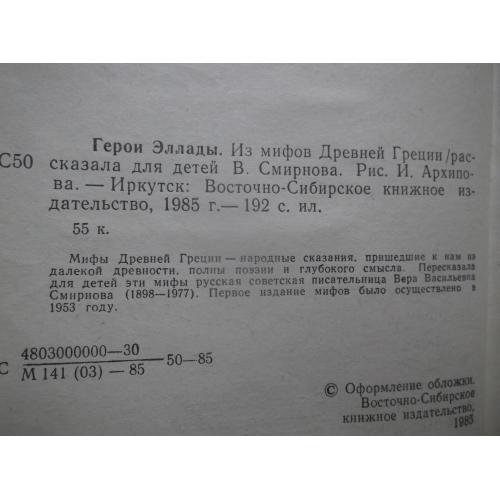 Герои Эллады. Из мифов Древней Греции/рас-
С50
сказала для детей В. Смирнова. Рис. И. Архипо-
ва. — Иркутск: Восточно-Сибирское книжное из-
дательство, 1985 г.— 192 с. ил.
55 к.
Мифы Древней Греции — народные сказания, пришедшие к нам из
далекой древности, полны поэзии и глубокого смысла. Пересказала
для детей эти мифы русская советская писательница Вера Васильевна
Смирнова (1898—1977). Первое издание мифов было осуществлено в
1953 году.
4803000000—30
С ————— 50—85
М 141 (03) — 85
© Оформление обложки.
Восточно-Сибирское
книжное издательство,
1985